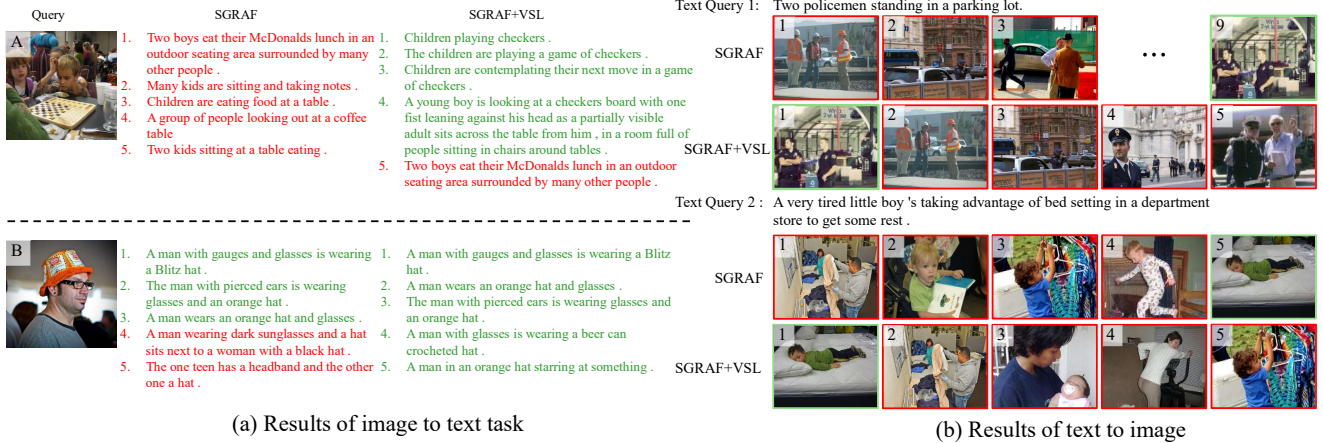 Query SGRAF SGRAF+VSL
A
1. Two boys eat their McDonalds lunch in an
outdoor seating area surrounded by many
other people .
2. Many kids are sitting and taking notes .
3. Children are eating food at a table .
4. A group of people looking out at a coffee
table
5. Two kids sitting at a table eating .
1. Children playing checkers .
2. The children are playing a game of checkers .
3. Children are contemplating their next move in a game
of checkers .
4. A young boy is looking at a checkers board with one
fist leaning against his head as a partially visible
adult sits across the table from him , in a room full of
people sitting in chairs around tables .
5. Two boys eat their McDonalds lunch in an outdoor
seating area surrounded by many other people .
B
1. A man with gauges and glasses is wearing
a Blitz hat .
2. The man with pierced ears is wearing
glasses and an orange hat .
3. A man wears an orange hat and glasses .
4. A man wearing dark sunglasses and a hat
sits next to a woman with a black hat .
5. The one teen has a headband and the other
one a hat .
1. A man with gauges and glasses is wearing a Blitz
hat .
2. A man wears an orange hat and glasses .
3. The man with pierced ears is wearing glasses and
an orange hat .
4. A man with glasses is wearing a beer can
crocheted hat .
5. A man in an orange hat starring at something .
(a) Results of image to text task
Text Query 1: Two policemen standing in a parking lot.
SGRAF
1 2 3 ... 9
SGRAF+VSL
1 2 3 4 5
Text Query 2 : A very tired little boy 's taking advantage of bed setting in a department
store to get some rest .
SGRAF
1 2 3 4 5
SGRAF+VSL
1 2 3 4 5
(b) Results of text to image